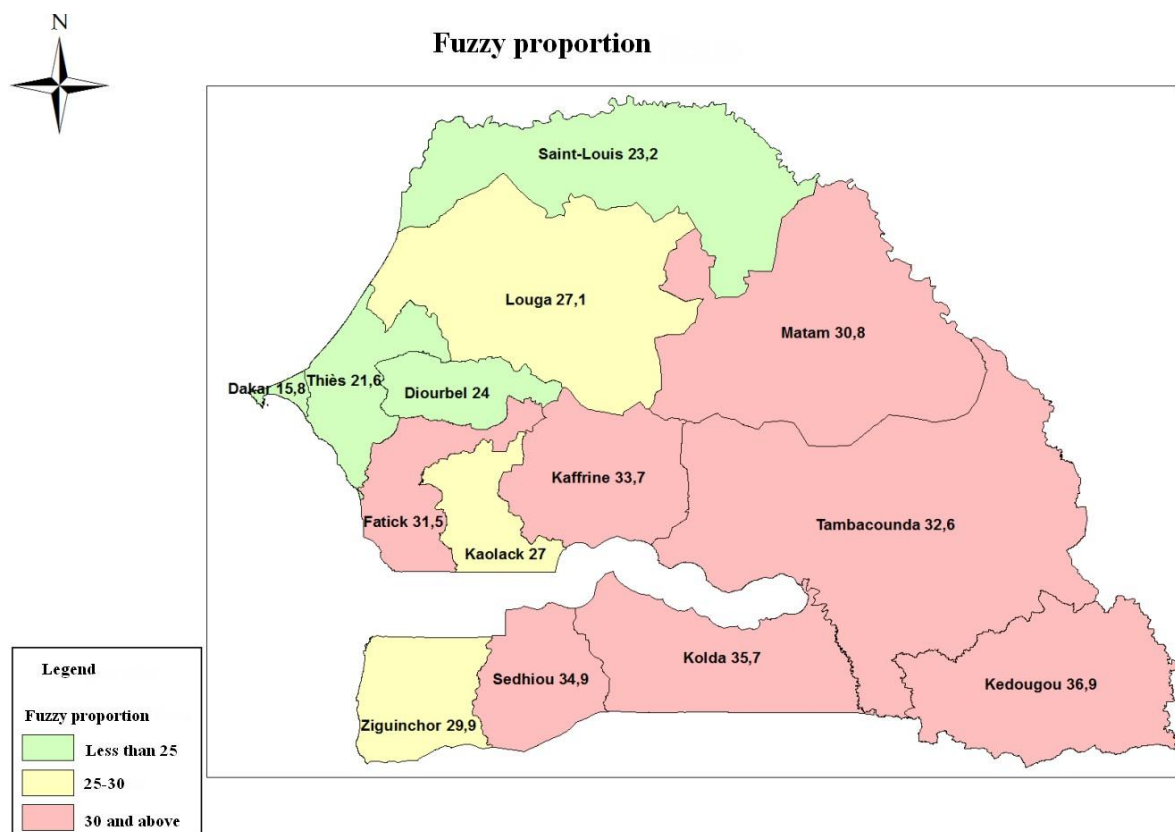 N
Fuzzy proportion
Saint-Louis 23,2
Louga 27,1
Matam 30,8
Dakar 15,8
Thiès 21,6
Diourbel 24
Kaffrine 33,7
Fatick 31,5
Tambacounda 32,6
Kaolack 27
Kolda 35,7
Sedhiou 34,9
Kedougou 36,9
Ziguinchor 29,9
Legend
Fuzzy proportion
Less than 25
25-30
30 and above